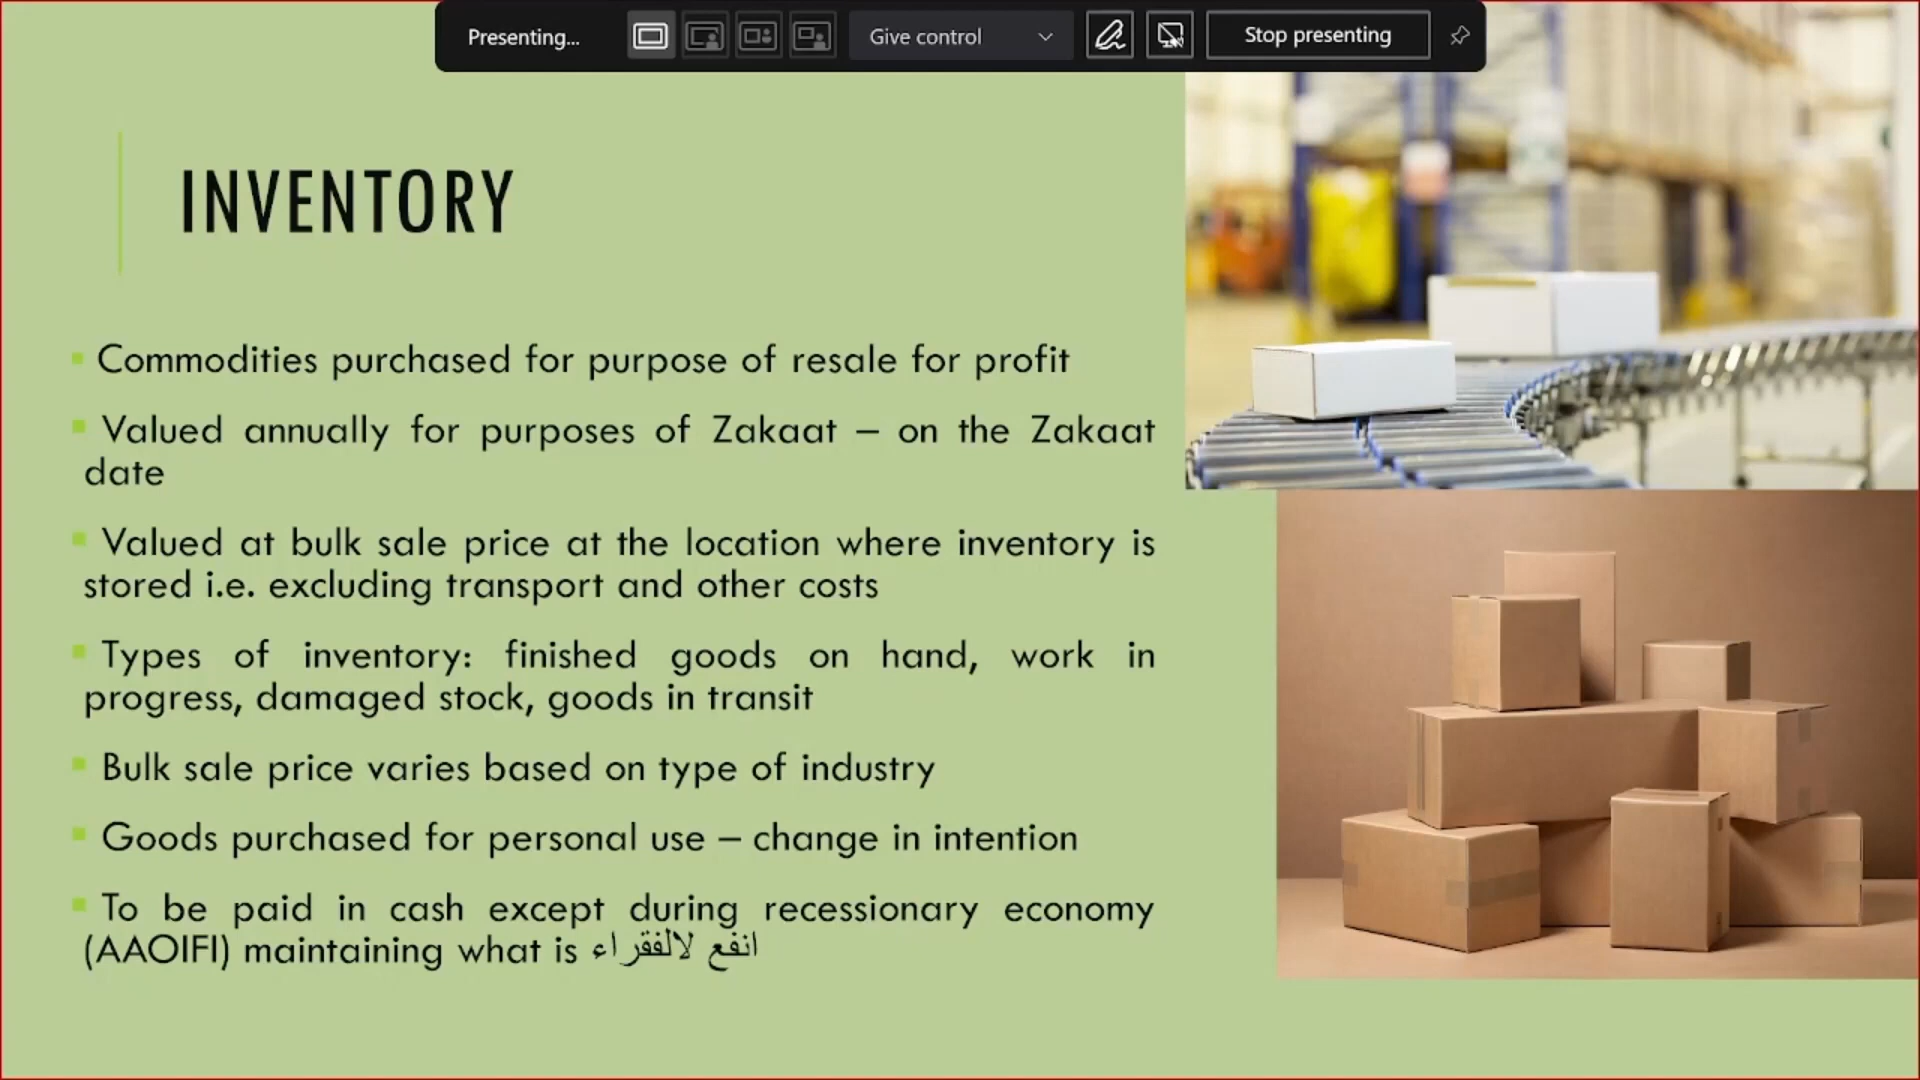 Presenting...
Give control
Stop presenting
INVENTORY
Commodities purchased for purpose of resale for profit
Valued annually for purposes of Zakaat – on the Zakaat
date
Valued at bulk sale price at the location where inventory is
stored i.e. excluding transport and other costs
Types of inventory: finished goods on hand, work in
progress, damaged stock, goods in transit
Bulk sale price varies based on type of industry
Goods purchased for personal use – change in intention
To be paid in cash except during recessionary economy
(AAOIFI) maintaining what is انفع لالفقراء